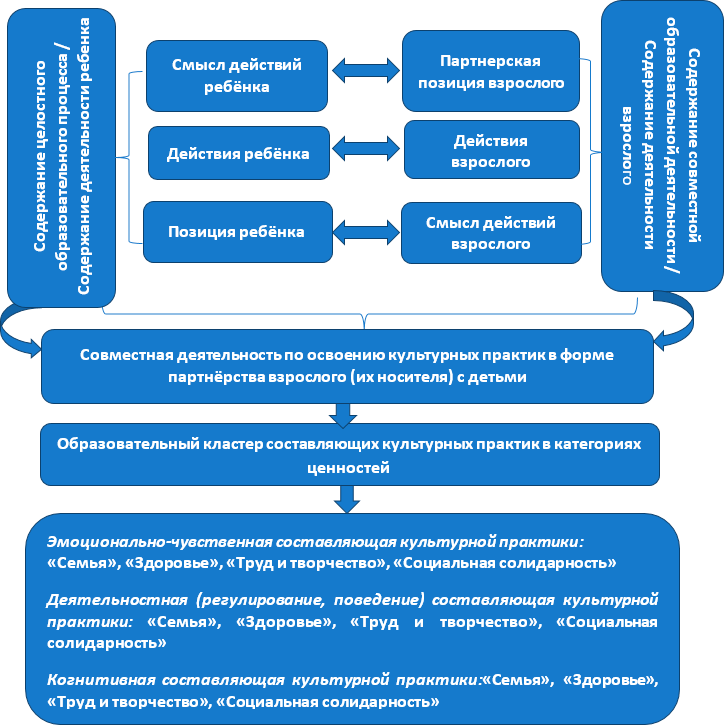 Содержание целостного
образовательного процесса /
Содержание деятельности ребенка
Смысл действий
ребёнка
Партнерская
позиция взрослого
Действия ребёнка
Действия
взрослого
Позиция ребёнка
Смысл действий
взрослого
Содержание совместной
образовательной деятельности/
Содержание деятельности
взрослого
Совместная деятельность по освоению культурных практик в форме
партнёрства взрослого (их носителя) с детьми
Образовательный кластер составляющих культурных практик в категориях
ценностей
Эмоционально-чувственная составляющая культурной практики:
«Семья», «Здоровье», «Труд и творчество», «Социальная солидарность»
Деятельностная (регулирование, поведение) составляющая культурной
практики: «Семья», «Здоровье», «Труд и творчество», «Социальная
солидарность»
Когнитивная составляющая культурной практики:«Семья», «Здоровье»,
«Труд и творчество», «Социальная солидарность»